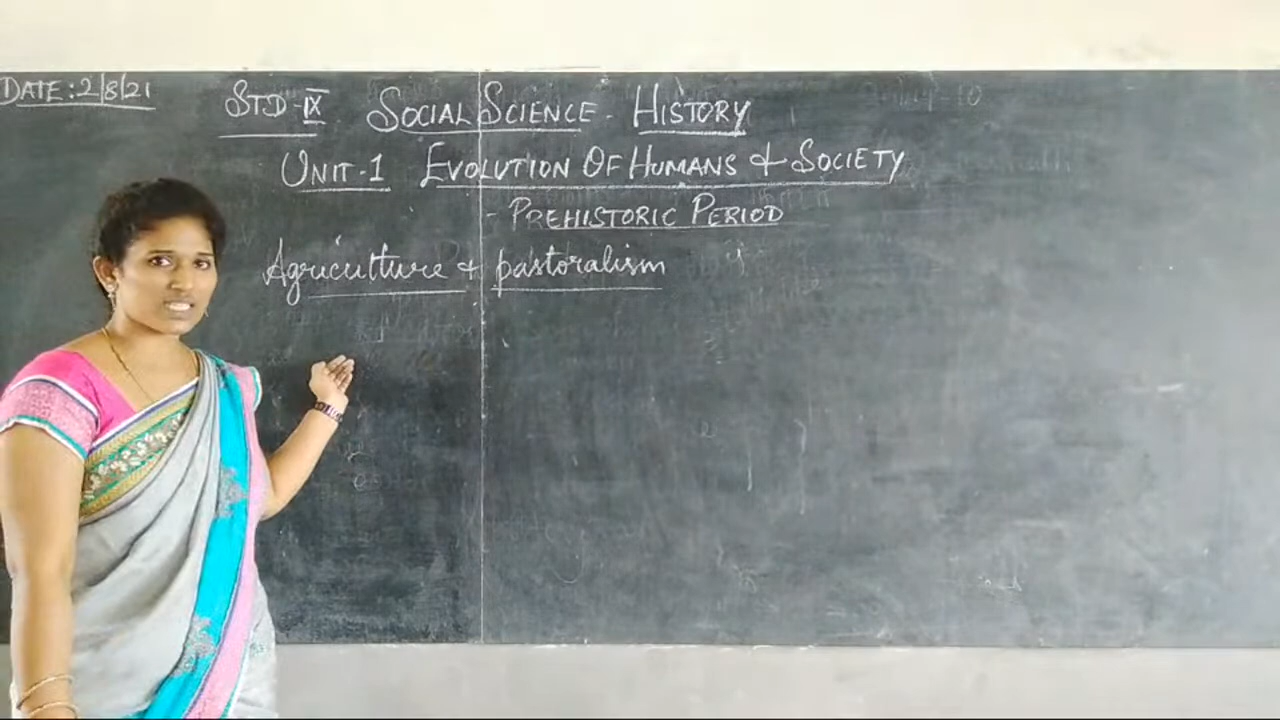 DATE: 2/8/21
STD-IX SOCIAL SCIENCE - HISTORY
UNIT-1 EVOLUTION OF HUMANS & SOCIETY
- PREHISTORIC PERIOD
Agriculture & pastoralism